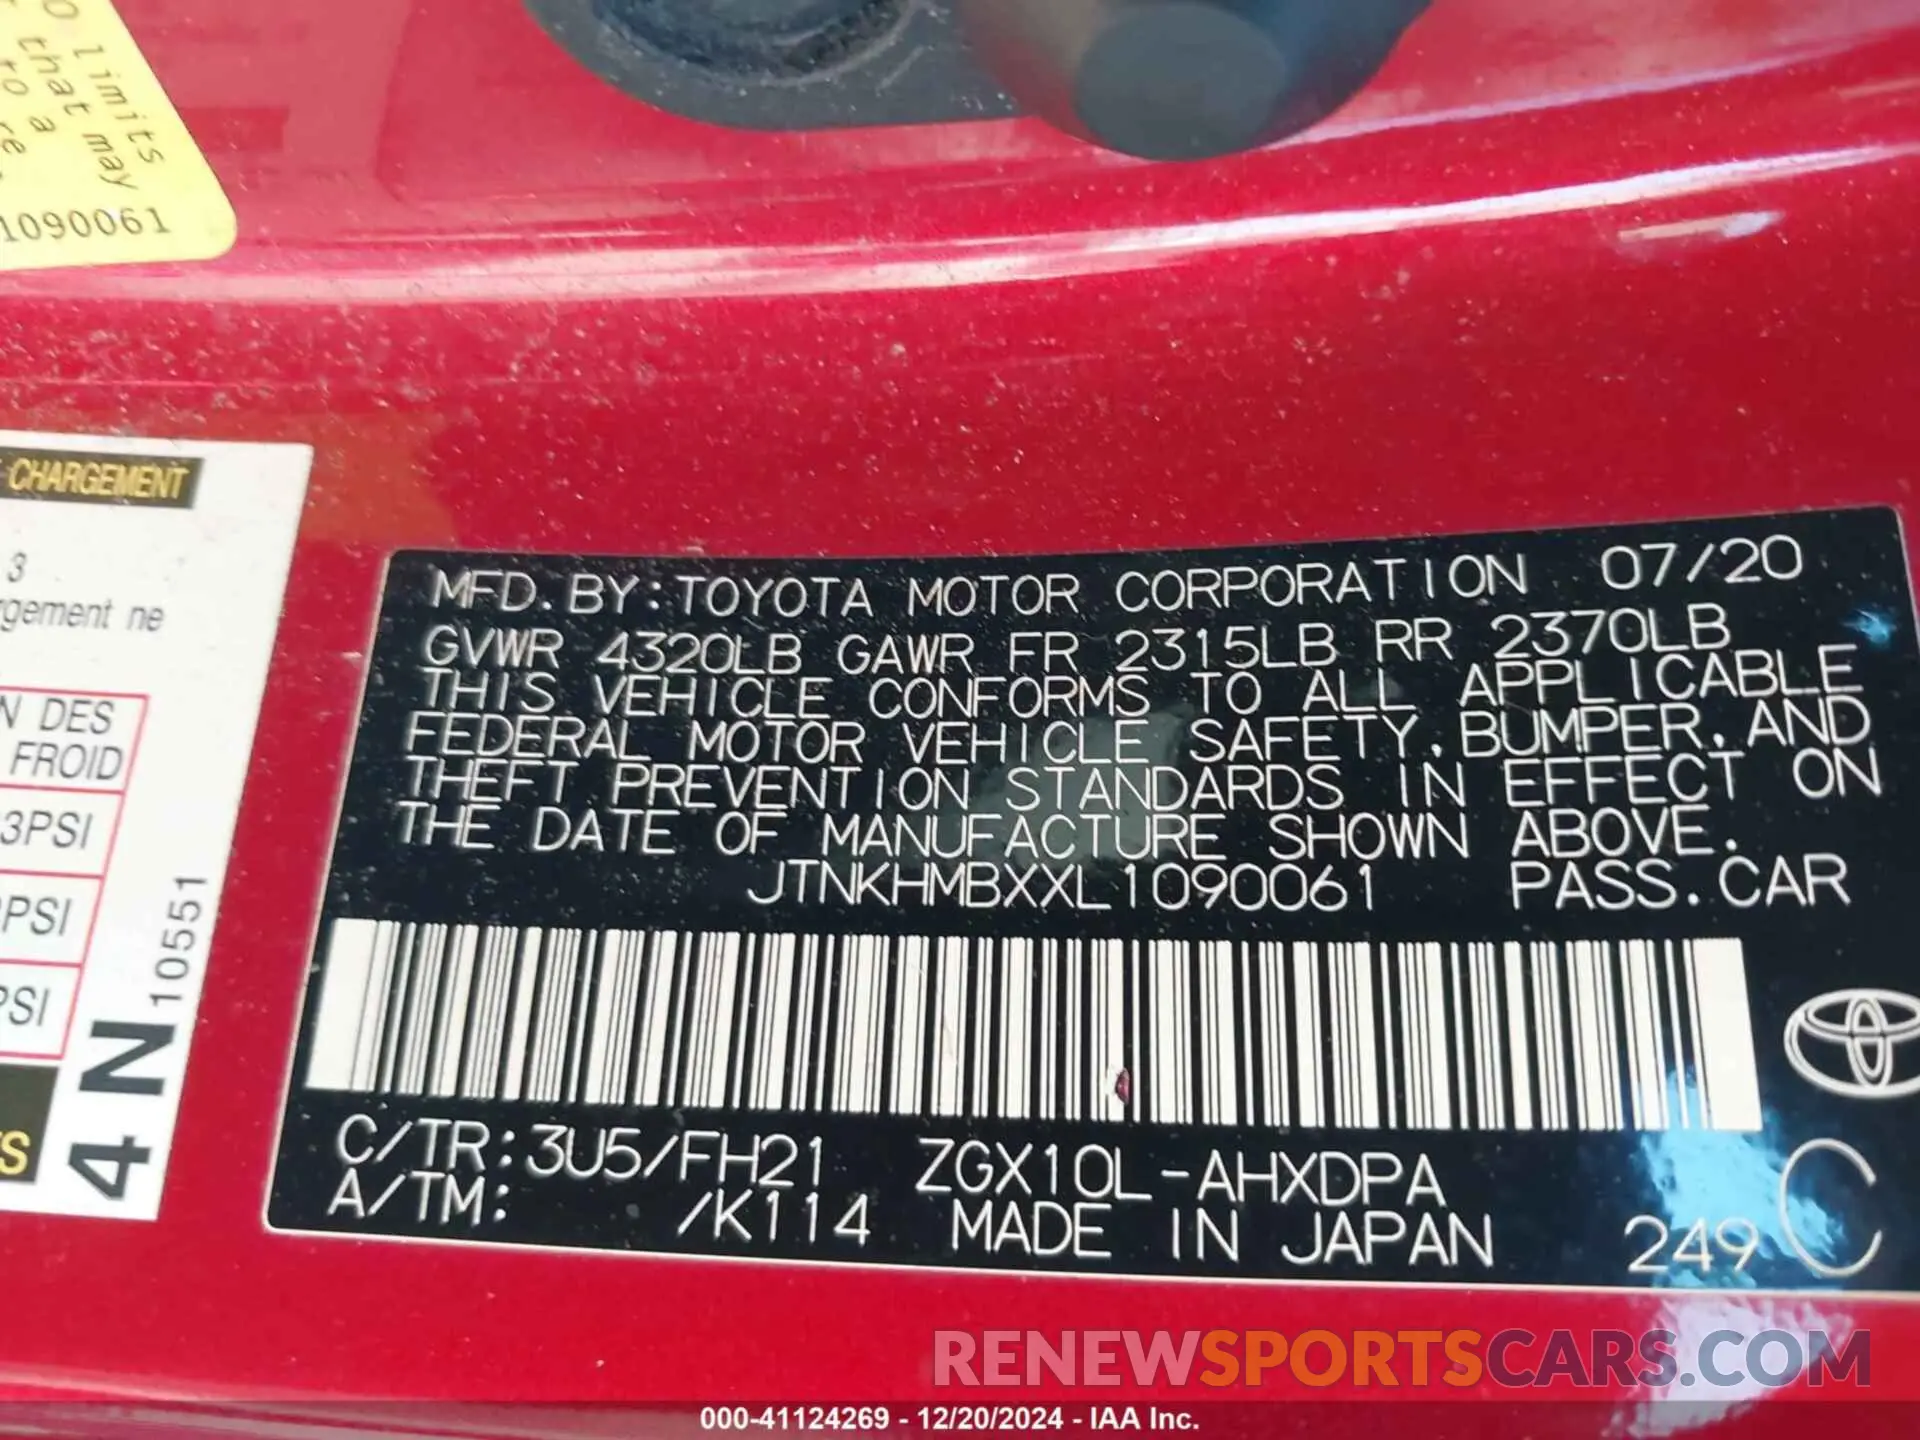 0 limits
that may
to a
re
1090061
CHARGEMENT
3
rgement ne
N DES
FROID
3PSI
PSI
PSI
S
4N 10551
MFD. BY: TOYOTA MOTOR CORPORATION 07/20
GVWR 4320LB GAWR FR 2315LB RR 2370LB
THIS VEHICLE CONFORMS TO ALL APPLICABLE
FEDERAL MOTOR VEHICLE SAFETY, BUMPER, AND
THEFT PREVENTION STANDARDS IN EFFECT ON
THE DATE OF MANUFACTURE SHOWN ABOVE.
JTNKHMBXXL1090061 PASS. CAR
C/TR: 3U5/FH21 ZGX10L-AHXDPA C
A/TM: /K114 MADE IN JAPAN 249
RENEWSPORTSCARS.COM
000-41124269 - 12/20/2024 - IAA Inc.